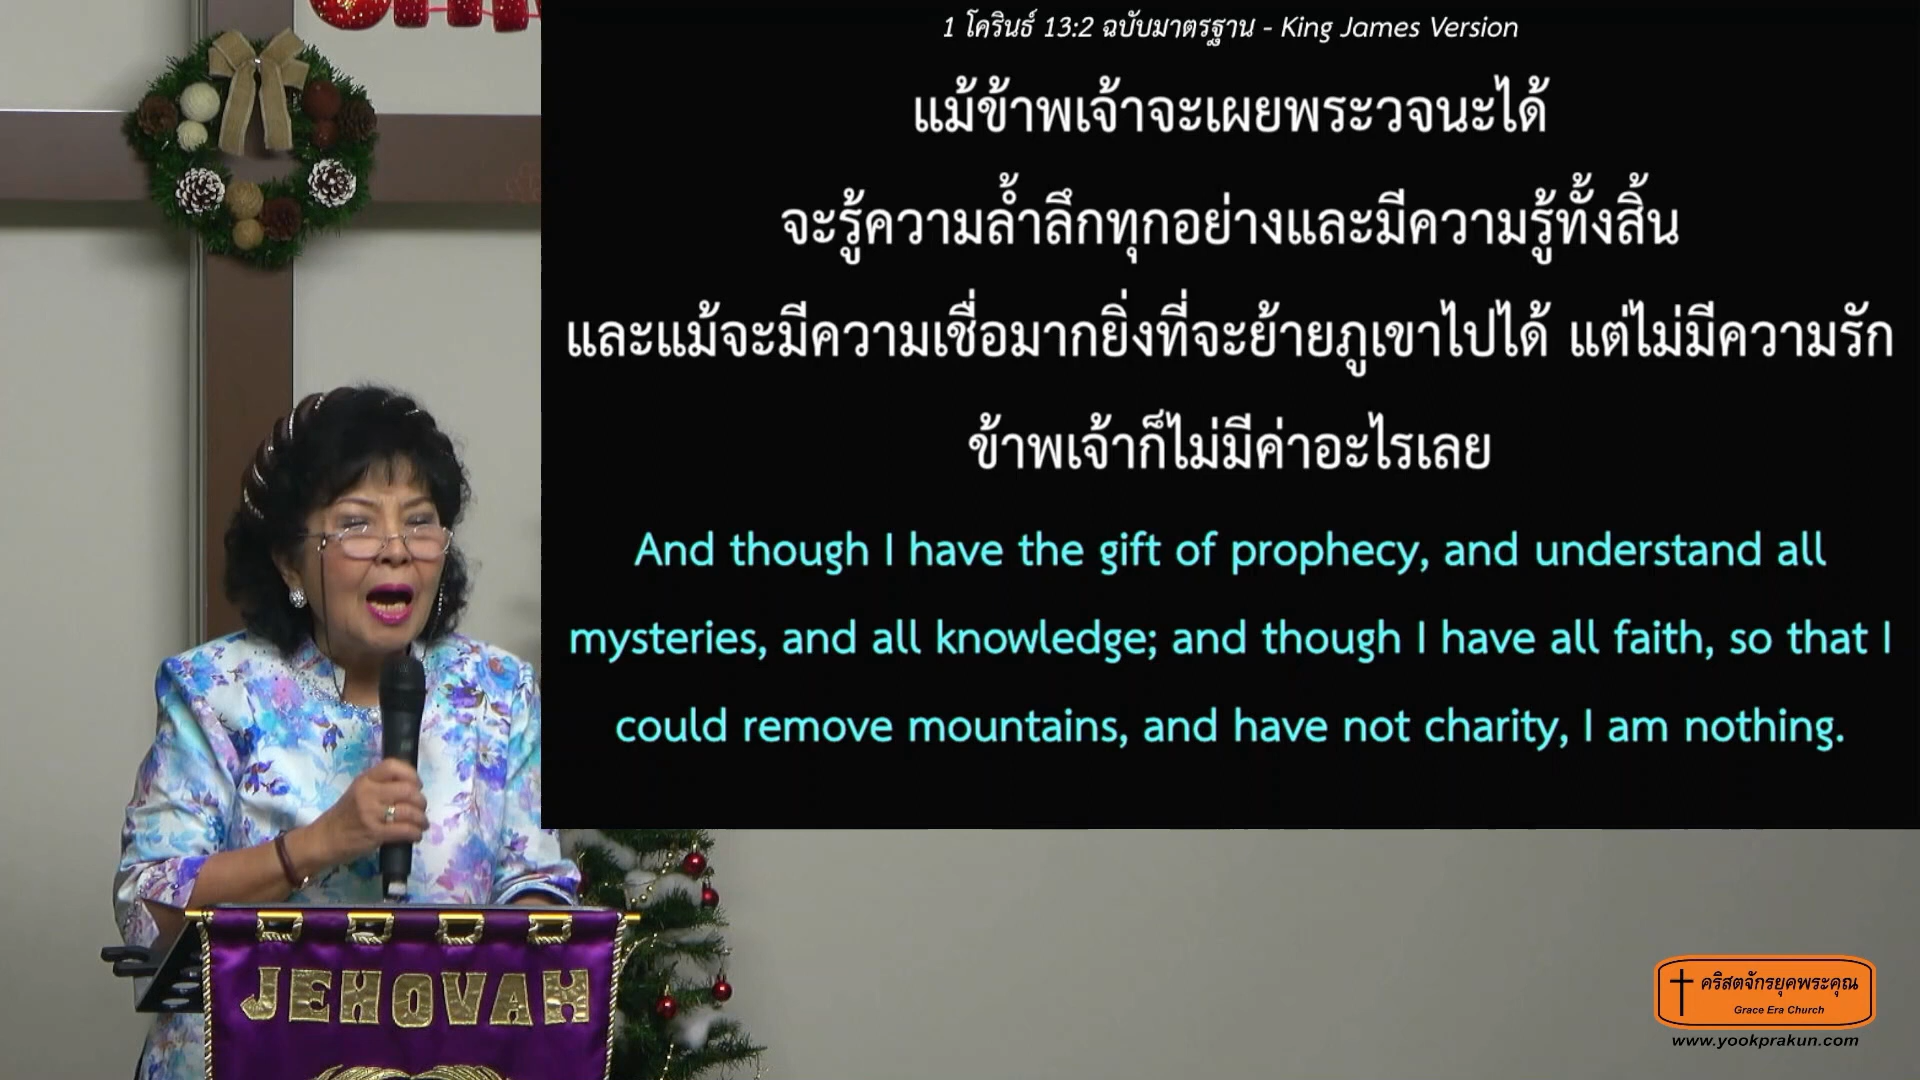 1 โครินธ์ 13:2 ฉบับมาตรฐาน - King James Version
แม้ข้าพเจ้าจะเผยพระวจนะได้
จะรู้ความล้ำลึกทุกอย่างและมีความรู้ทั้งสิ้น
และแม้จะมีความเชื่อมากยิ่งที่จะย้ายภูเขาไปได้ แต่ไม่มีความรัก
ข้าพเจ้าก็ไม่มีค่าอะไรเลย
And though I have the gift of prophecy, and understand all
mysteries, and all knowledge; and though I have all faith, so that I
could remove mountains, and have not charity, I am nothing.
JEHOVAH
คริสตจักรยุคพระคุณ
Grace Era Church
www.yookprakun.com